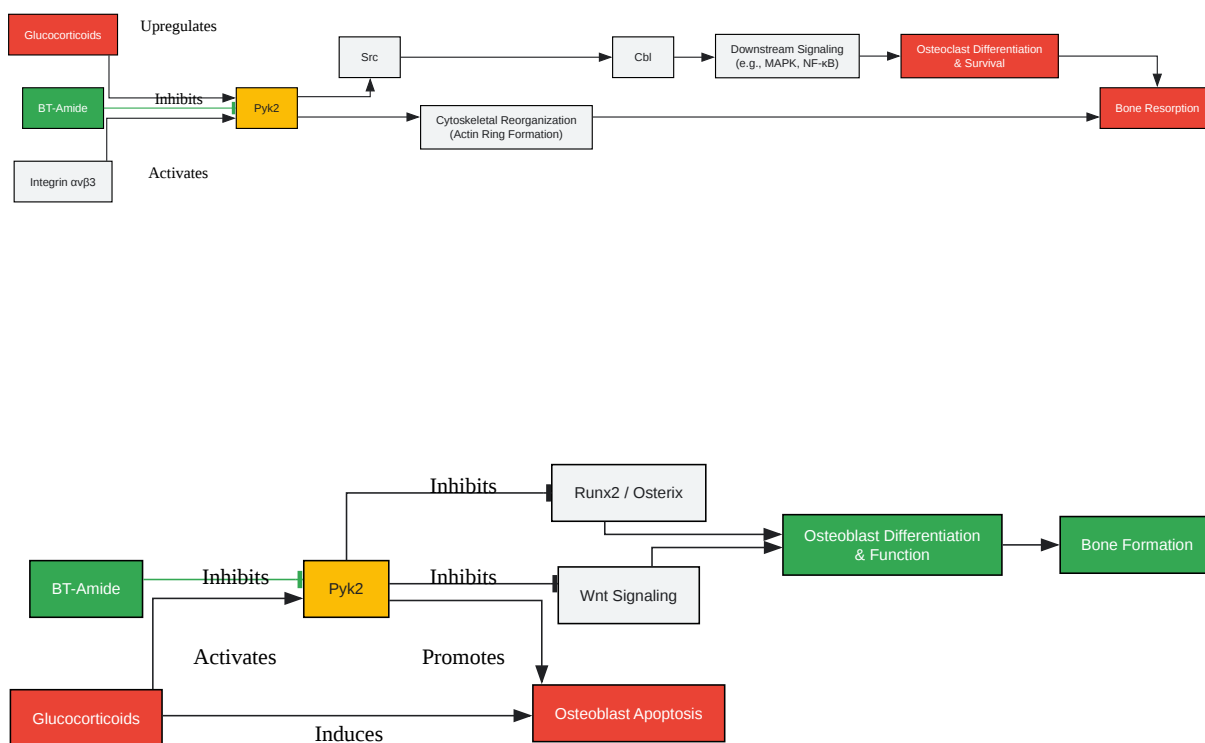 Glucocorticoids
Upregulates
Src
Cbl
Downstream Signaling
(e.g., MAPK, NF-κB)
Osteoclast Differentiation
& Survival
BT-Amide
Inhibits
Pyk2
Cytoskeletal Reorganization
(Actin Ring Formation)
Bone Resorption
Integrin αvβ3
Activates
Inhibits
Runx2 / Osterix
Osteoblast Differentiation
& Function
Bone Formation
BT-Amide
Inhibits
Pyk2
Inhibits
Wnt Signaling
Activates
Promotes
Glucocorticoids
Induces
Osteoblast Apoptosis